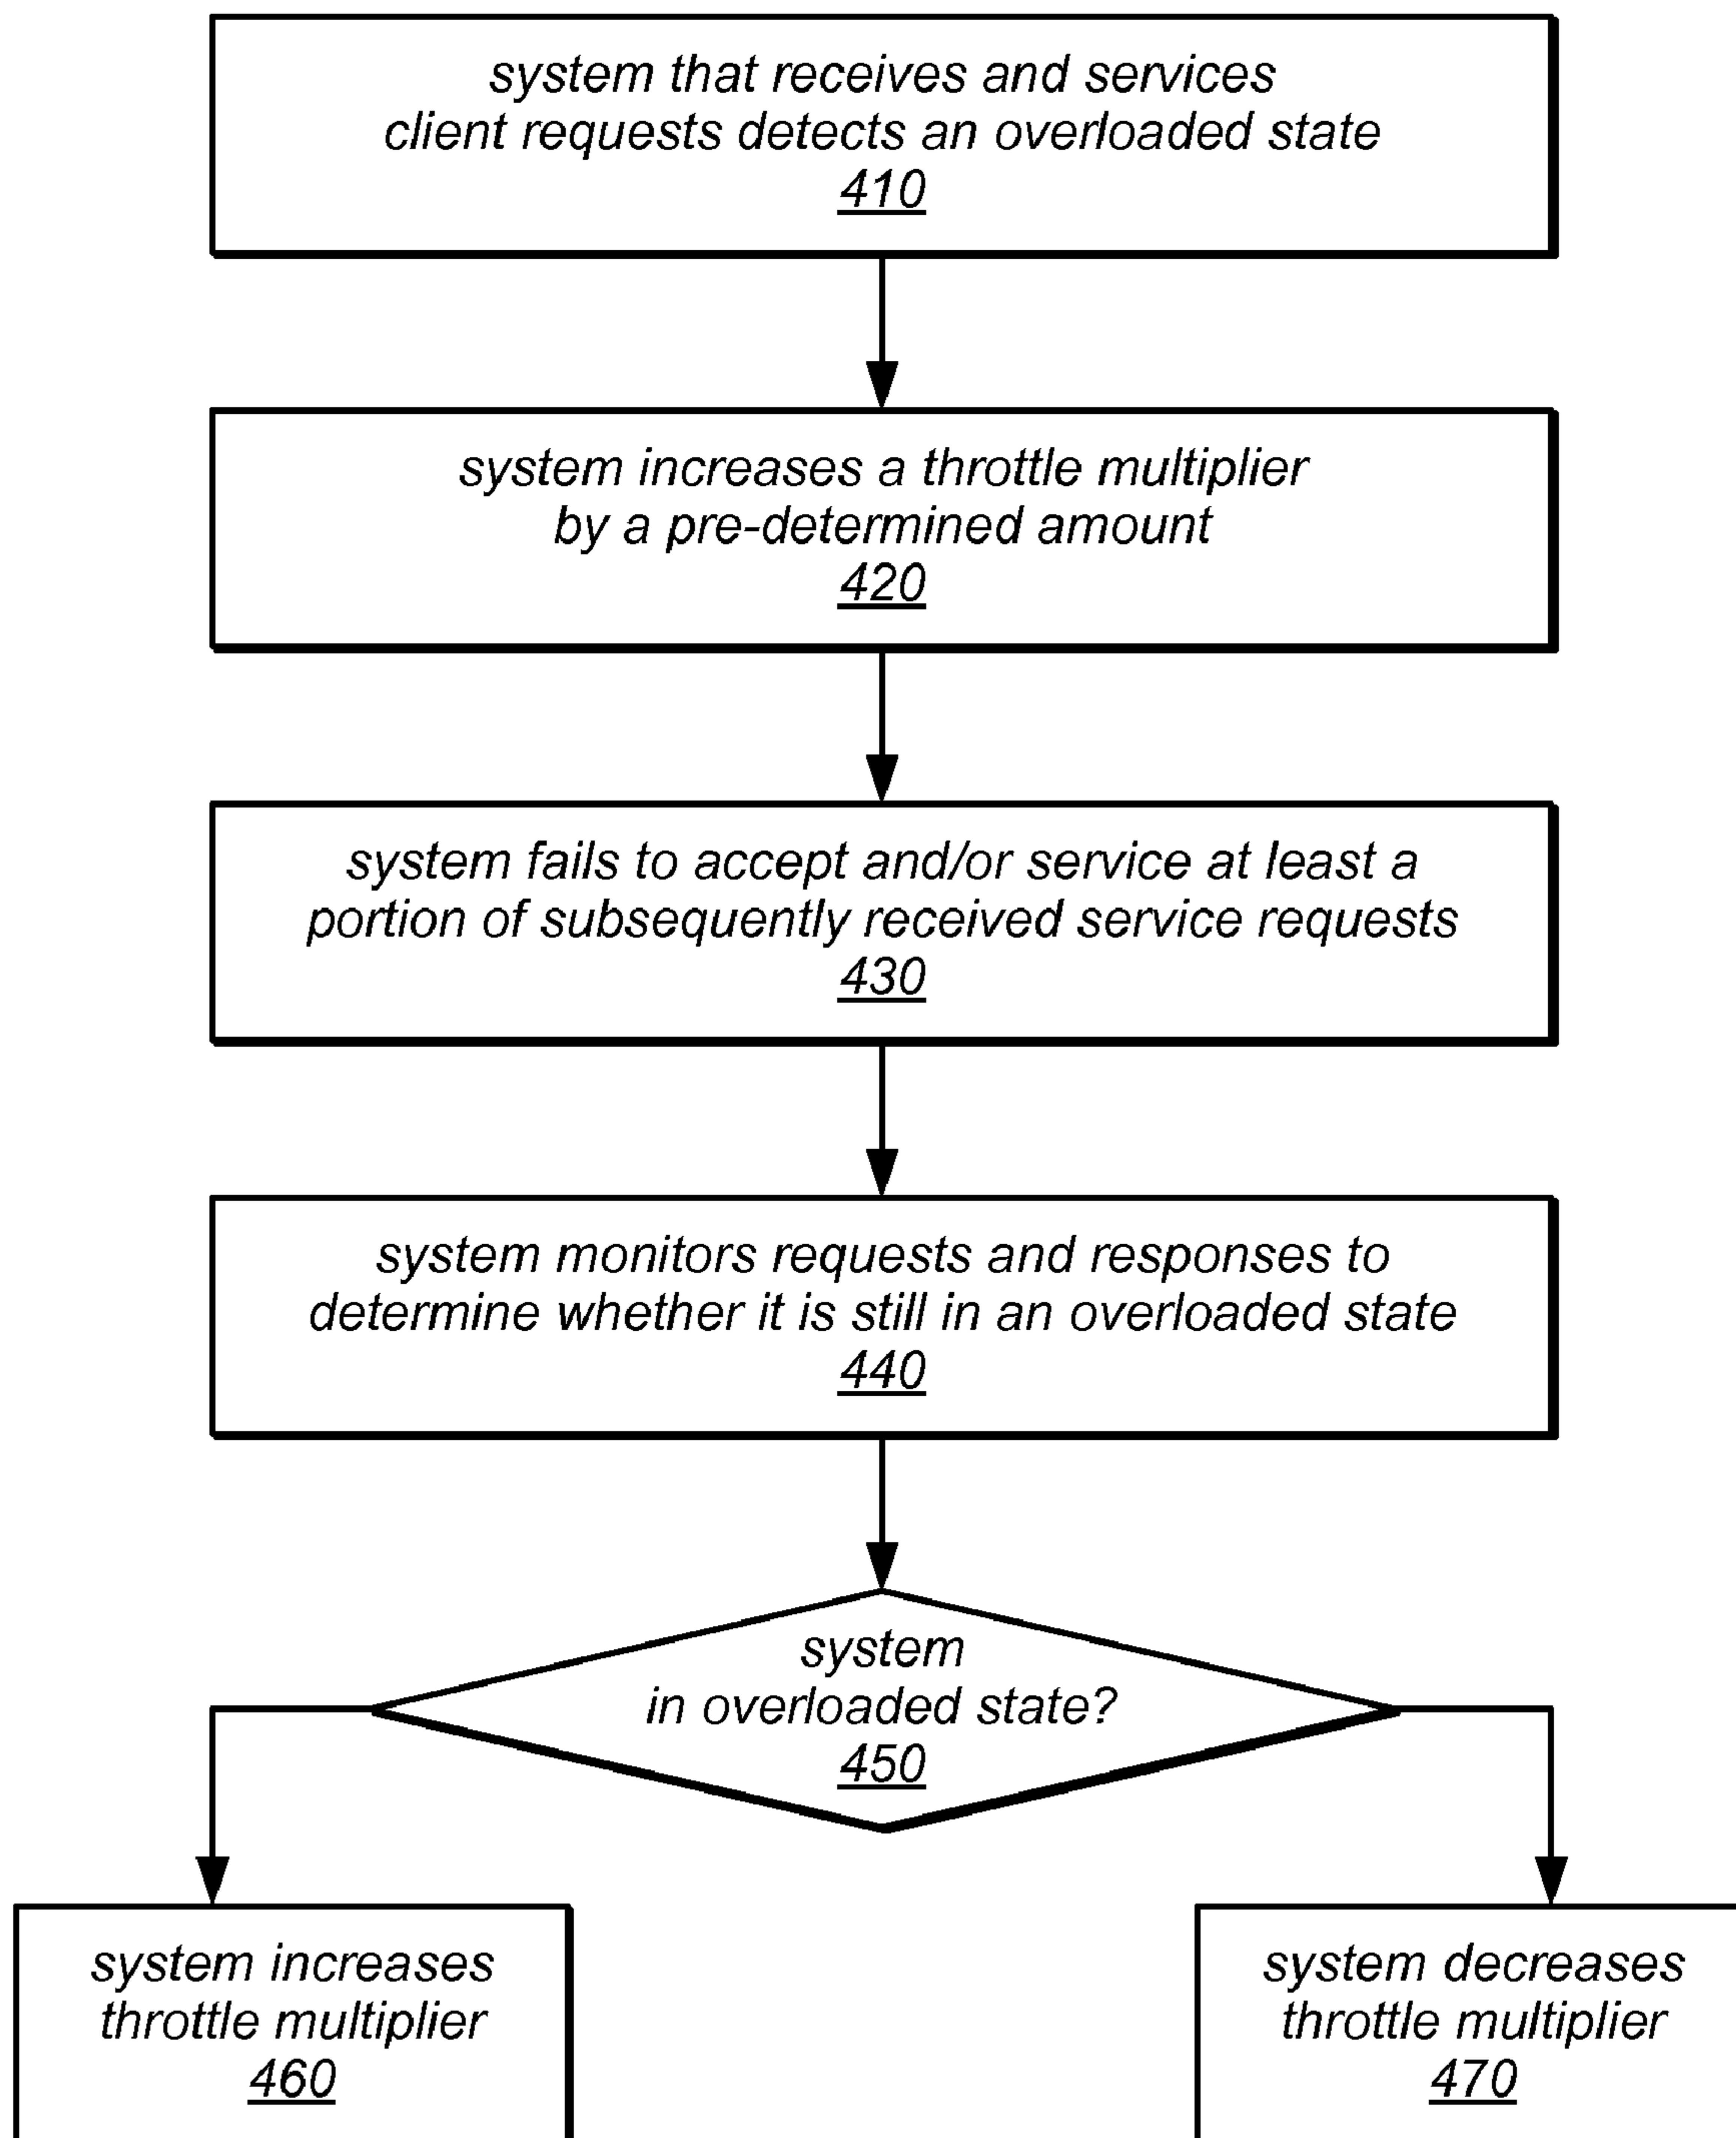 system that receives and services
client requests detects an overloaded state
410
system increases a throttle multiplier
by a pre-determined amount
420
system fails to accept and/or service at least a
portion of subsequently received service requests
430
system monitors requests and responses to
determine whether it is still in an overloaded state
440
system
in overloaded state?
450
system increases
throttle multiplier
460
system decreases
throttle multiplier
470